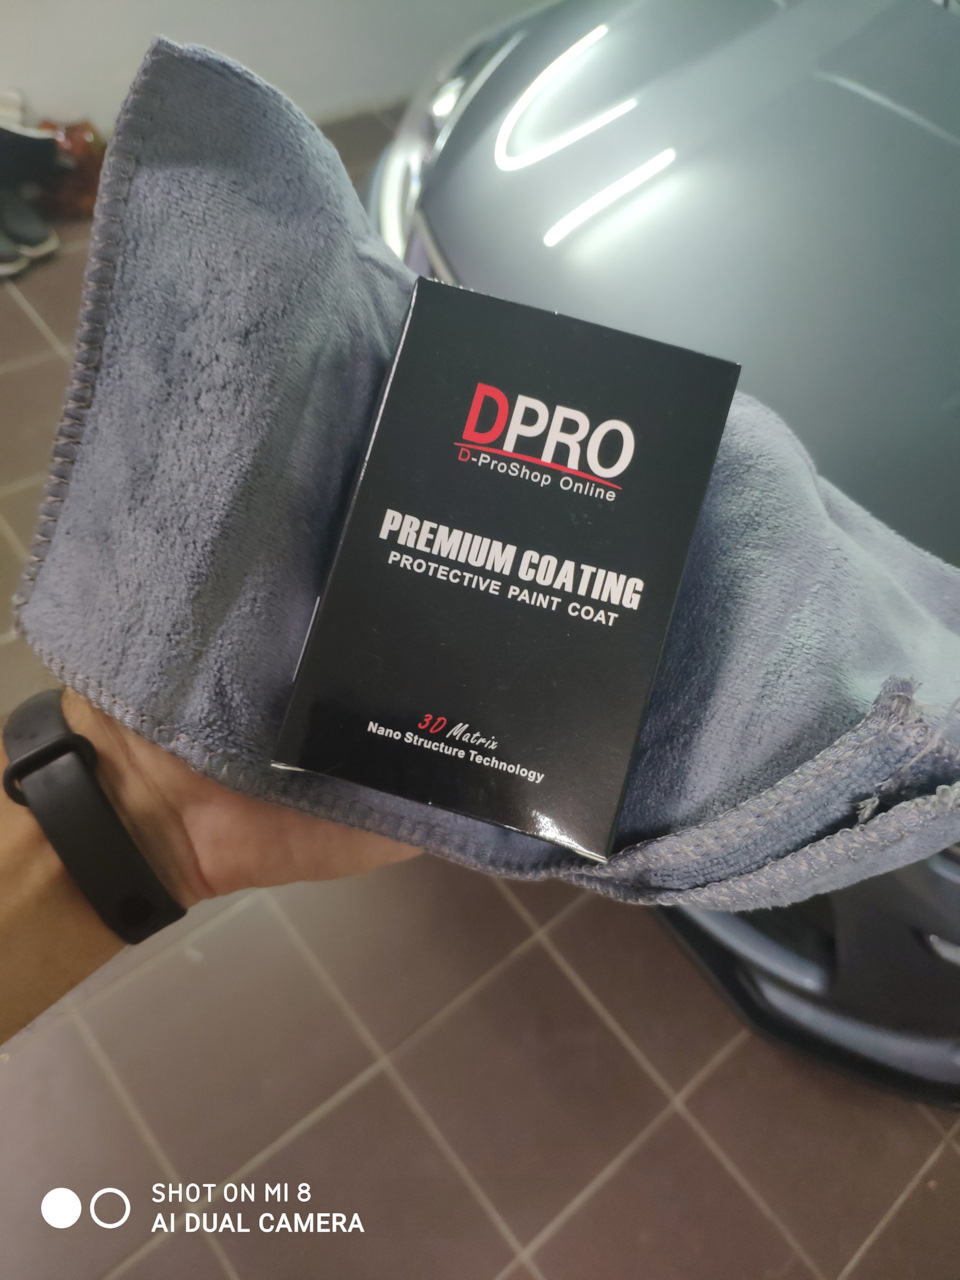 DPRO
D-ProShop Online
PREMIUM COATING
PROTECTIVE PAINT COAT
3D Matrix
Nano Structure Technology
SHOT ON MI 8
AI DUAL CAMERA